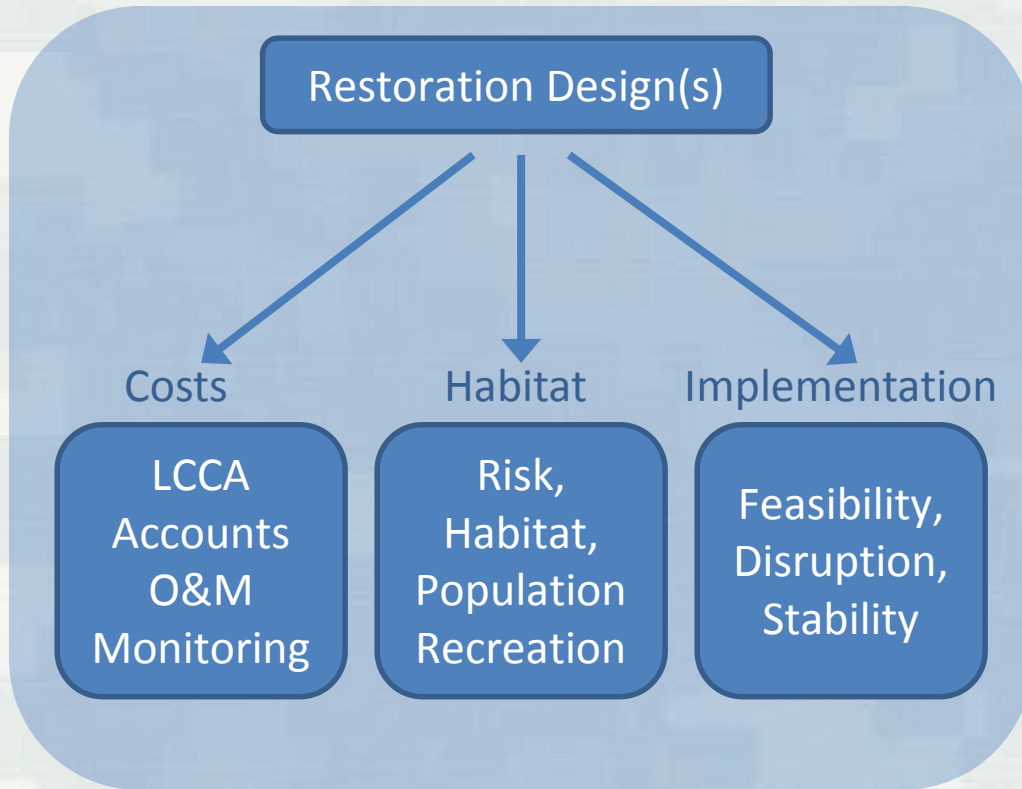 Restoration Design(s)
Costs
LCCA
Accounts
O&M
Monitoring
Habitat
Risk,
Habitat,
Population
Recreation
Implementation
Feasibility,
Disruption,
Stability